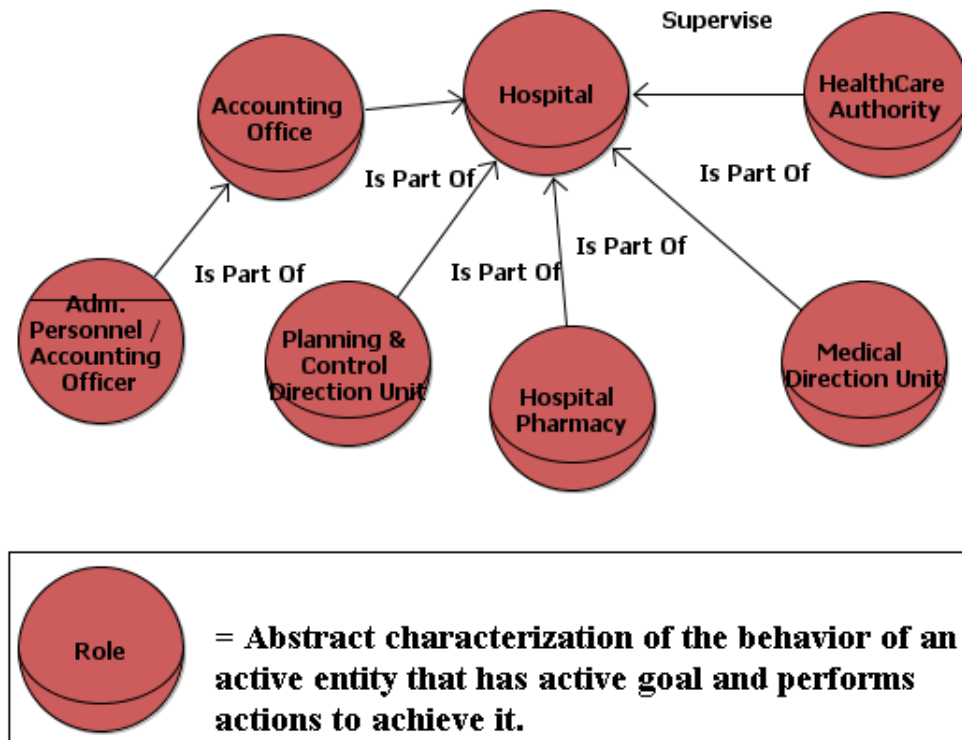 Supervise
Accounting
Office
Hospital
HealthCare
Authority
Is Part Of
Is Part Of
Is Part Of
Is Part Of
Is Part Of
Adm.
Personnel /
Accounting
Officer
Planning &
Control
Direction Unit
Hospital
Pharmacy
Medical
Direction Unit
Role
= Abstract characterization of the behavior of an
active entity that has active goal and performs
actions to achieve it.